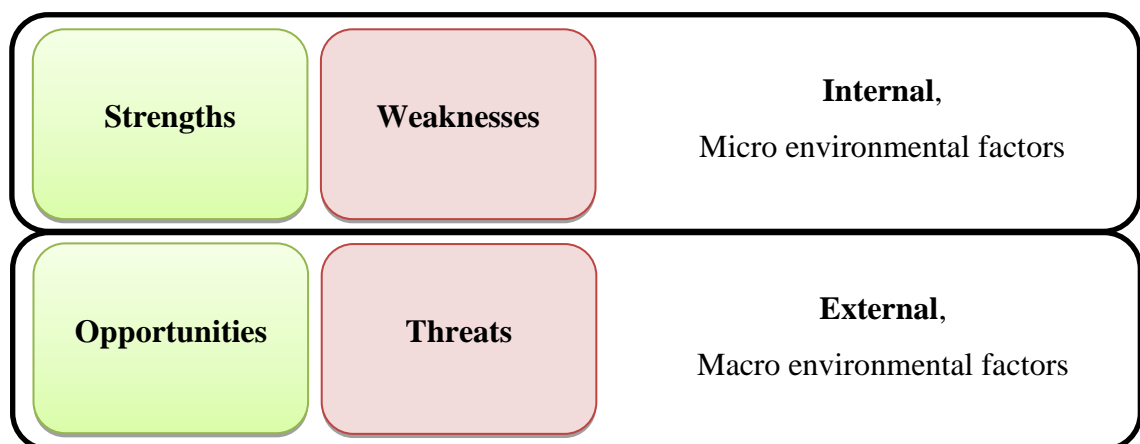 Strengths
Weaknesses
Internal,
Micro environmental factors
Opportunities
Threats
External,
Macro environmental factors